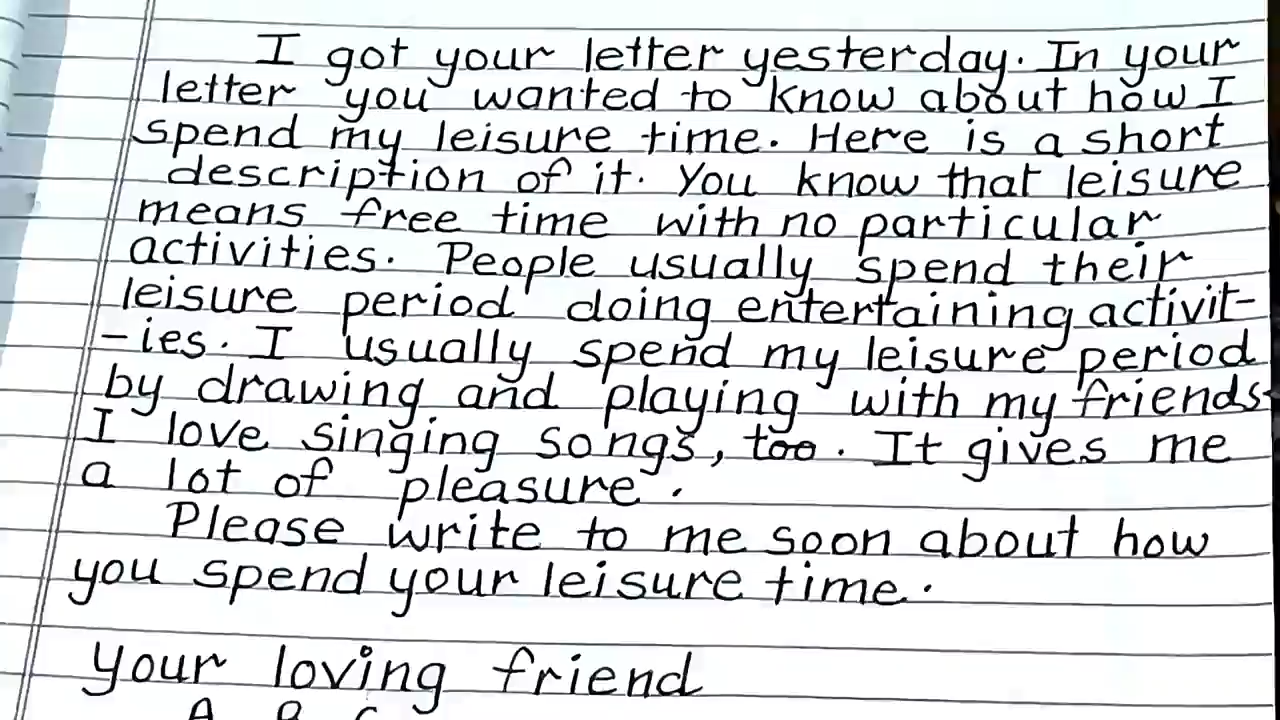 I got your letter yesterday. In your
letter you wanted to know about how I
spend my leisure time. Here is a short
description of it. You know that leisure
means free time with no particular
activities. People usually spend their
leisure period doing entertaining activit-
-ies. I usually spend my leisure period
by drawing and playing with my friends.
I love singing songs, too. It gives me
a lot of pleasure.
Please write to me soon about how
you spend your leisure time.
Your loving friend
A B C